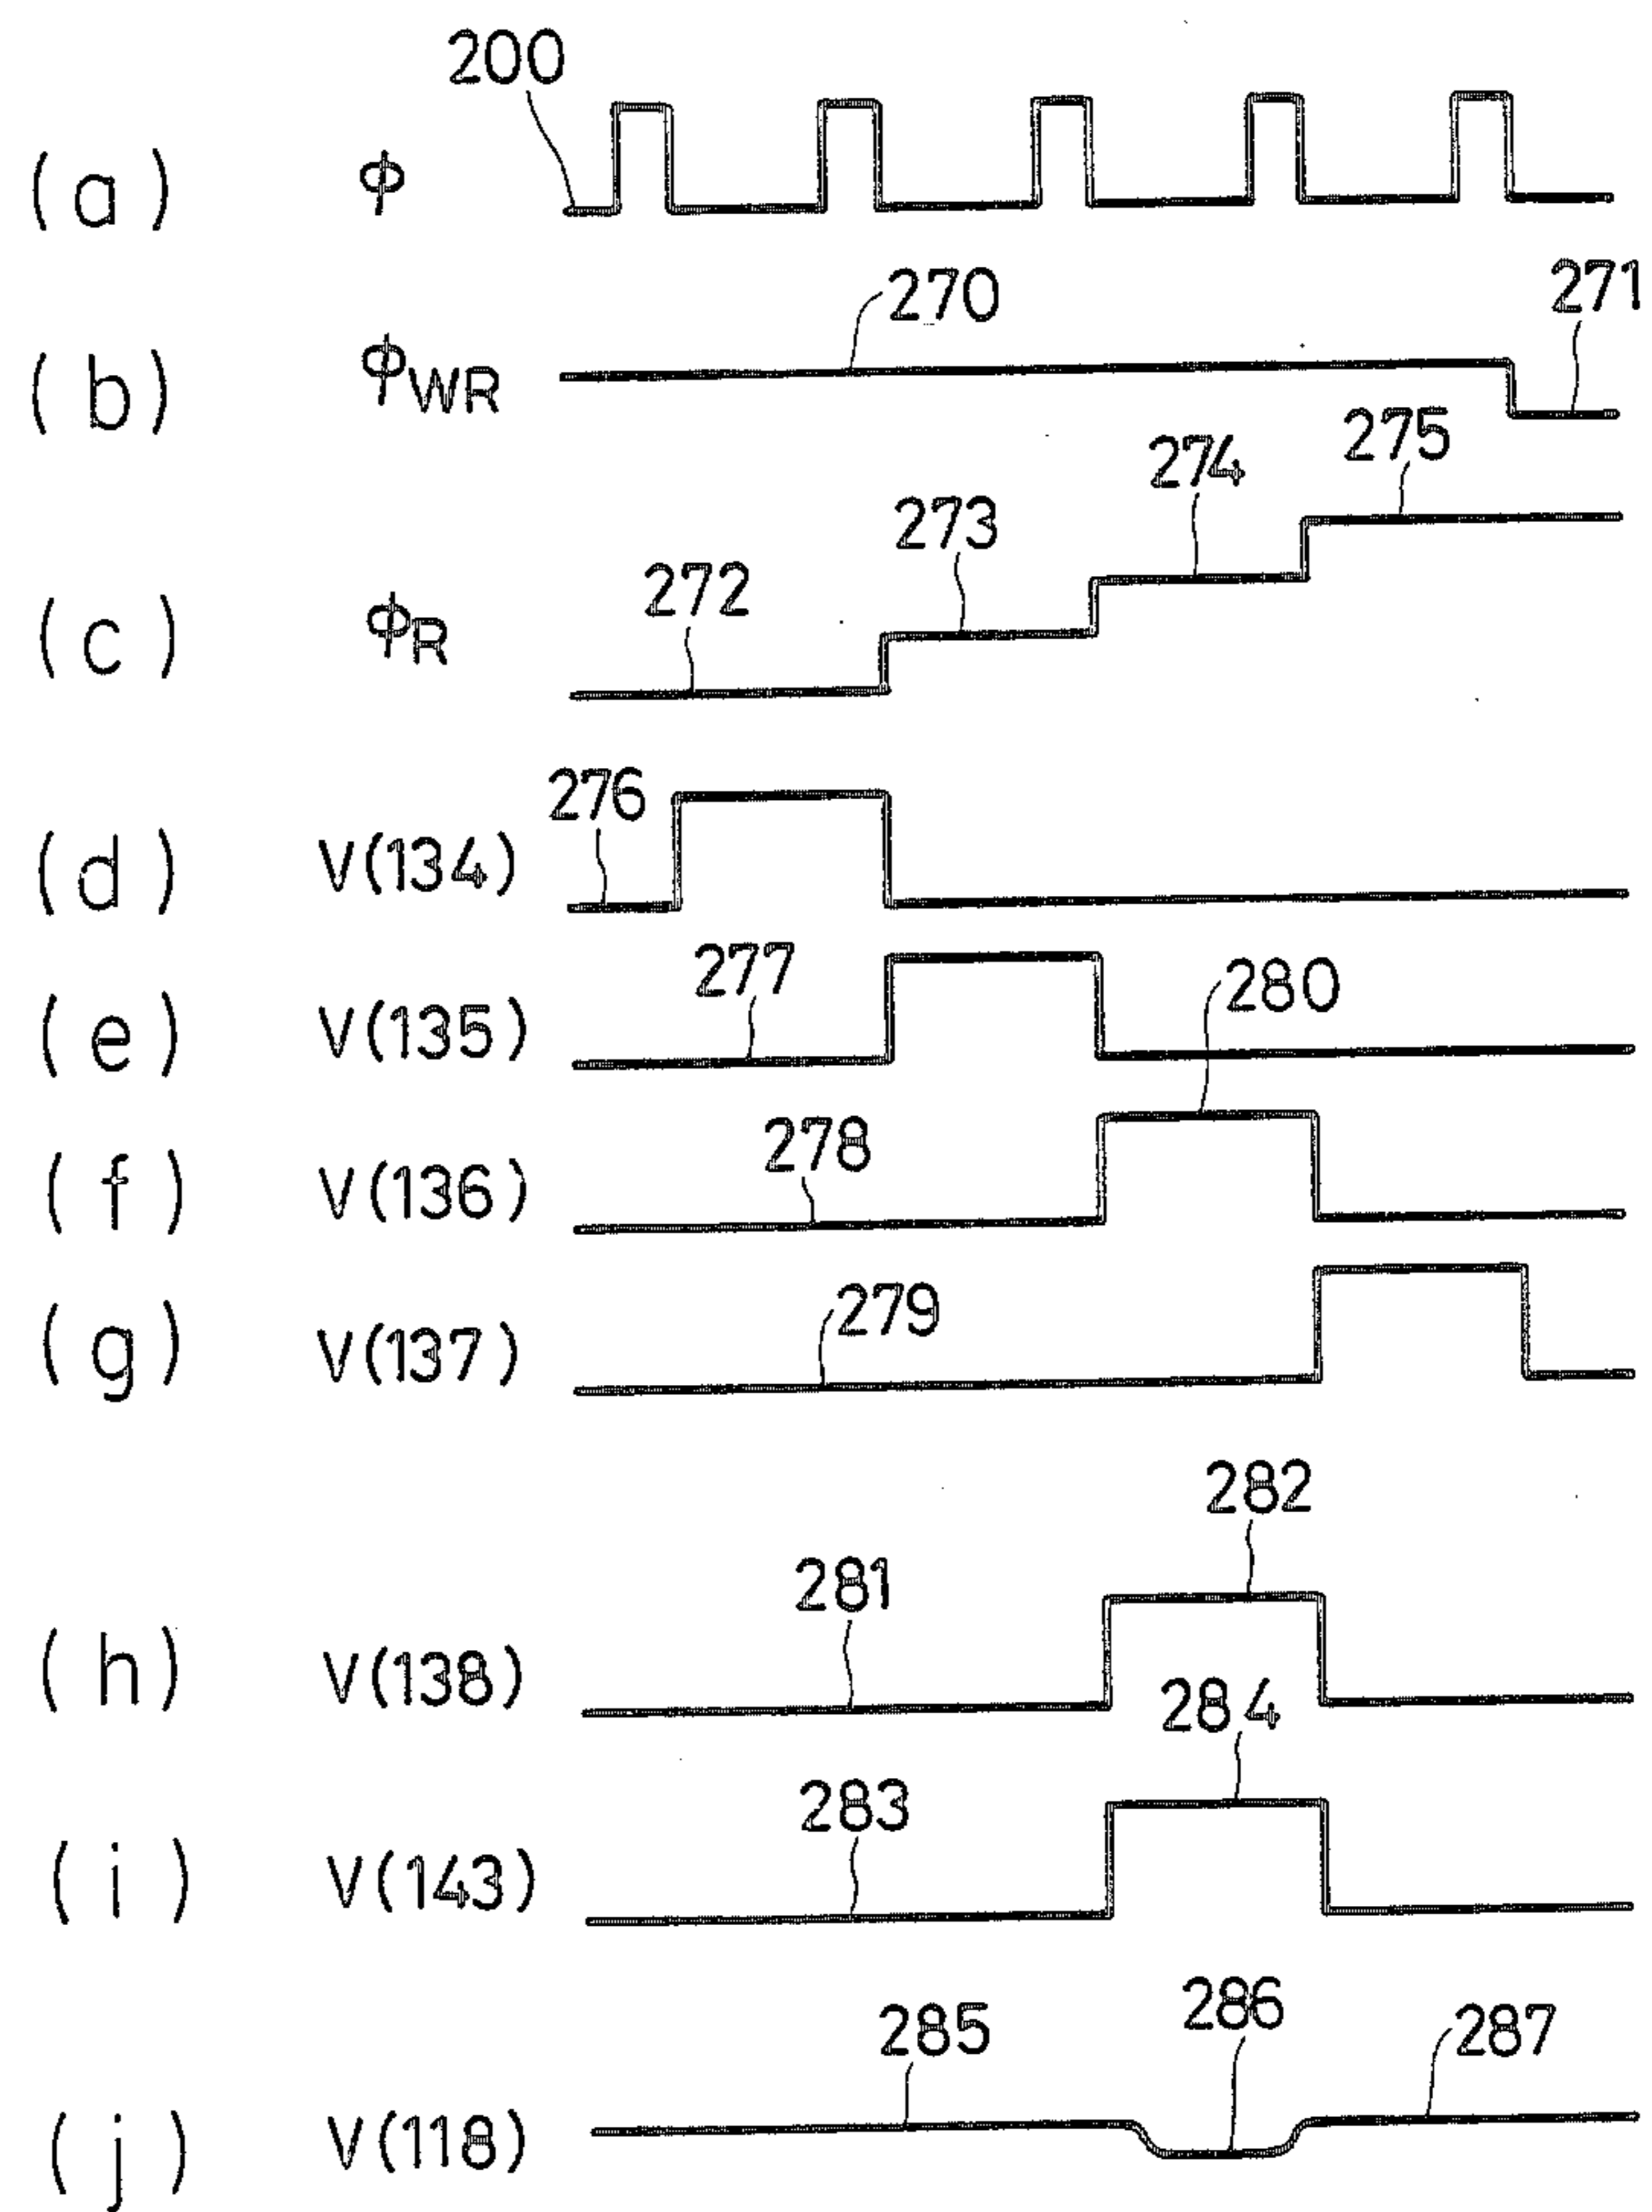 200
(a) ϕ
270
271
(b) ϕWR
275
274
273
272
(c) ϕR
276
(d) V(134)
277
280
(e) V(135)
278
(f) V(136)
279
(g) V(137)
282
281
(h) V(138)
284
283
(i) V(143)
286
285
287
(j) V(118)